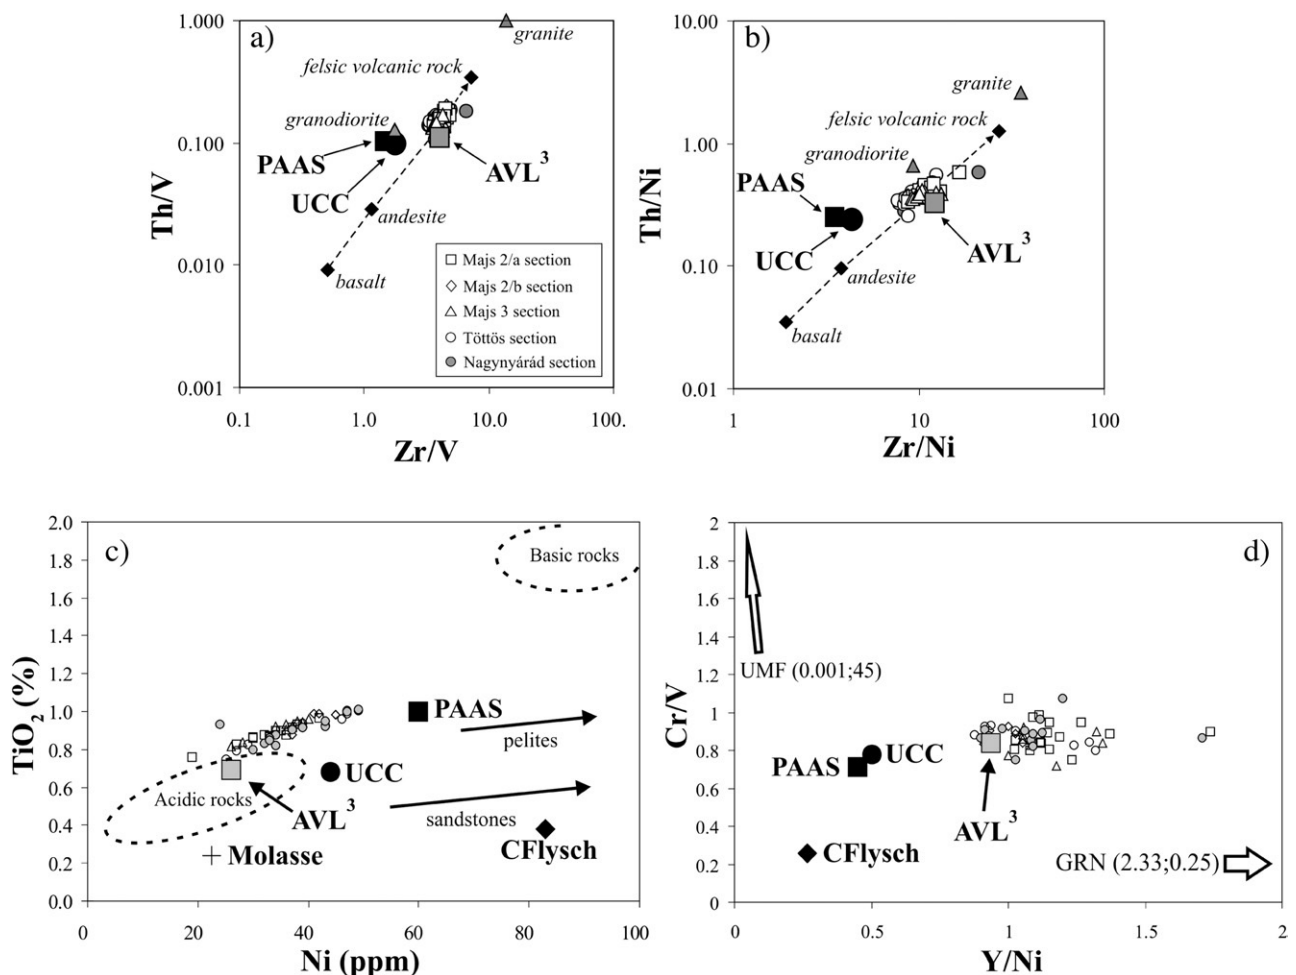 a)
1.000
0.100
0.010
0.001
Th/V
granite
felsic volcanic rock
granodiorite
PAAS
UCC
AVL³
andesite
basalt
Majs 2/a section
Majs 2/b section
Majs 3 section
Töttös section
Nagynyárád section
0.1 1.0 10.0 100.
Zr/V
b)
10.00
1.00
0.10
0.01
Th/Ni
granite
felsic volcanic rock
granodiorite
PAAS
UCC
AVL³
andesite
basalt
1 10 100
Zr/Ni
c)
2.0
1.8
1.6
1.4
1.2
1.0
0.8
0.6
0.4
0.2
0.0
TiO₂ (%)
Basic rocks
PAAS
pelites
UCC
Acidic rocks
AVL³
sandstones
CFlysch
Molasse
0 20 40 60 80 100
Ni (ppm)
d)
2
1.8
1.6
1.4
1.2
1
0.8
0.6
0.4
0.2
0
Cr/V
UMF (0.001;45)
UCC
PAAS
AVL³
CFlysch
GRN (2.33;0.25)
0 0.5 1 1.5 2
Y/Ni